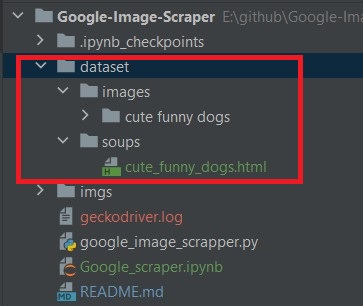 Google-Image-Scraper E:\github\Google-Ima
.ipynb_checkpoints
dataset
images
cute funny dogs
soups
H
cute_funny_dogs.html
imgs
geckodriver.log
google_image_scrapper.py
Google_scraper.ipynb
MD
README.md